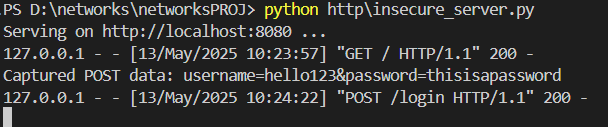 PS D:\networks\networksPROJ> python http\insecure_server.py
Serving on http://localhost:8080 ...
127.0.0.1 - - [13/May/2025 10:23:57] "GET / HTTP/1.1" 200 -
Captured POST data: username=hello123&password=thisisapassword
127.0.0.1 - - [13/May/2025 10:24:22] "POST /login HTTP/1.1" 200 -